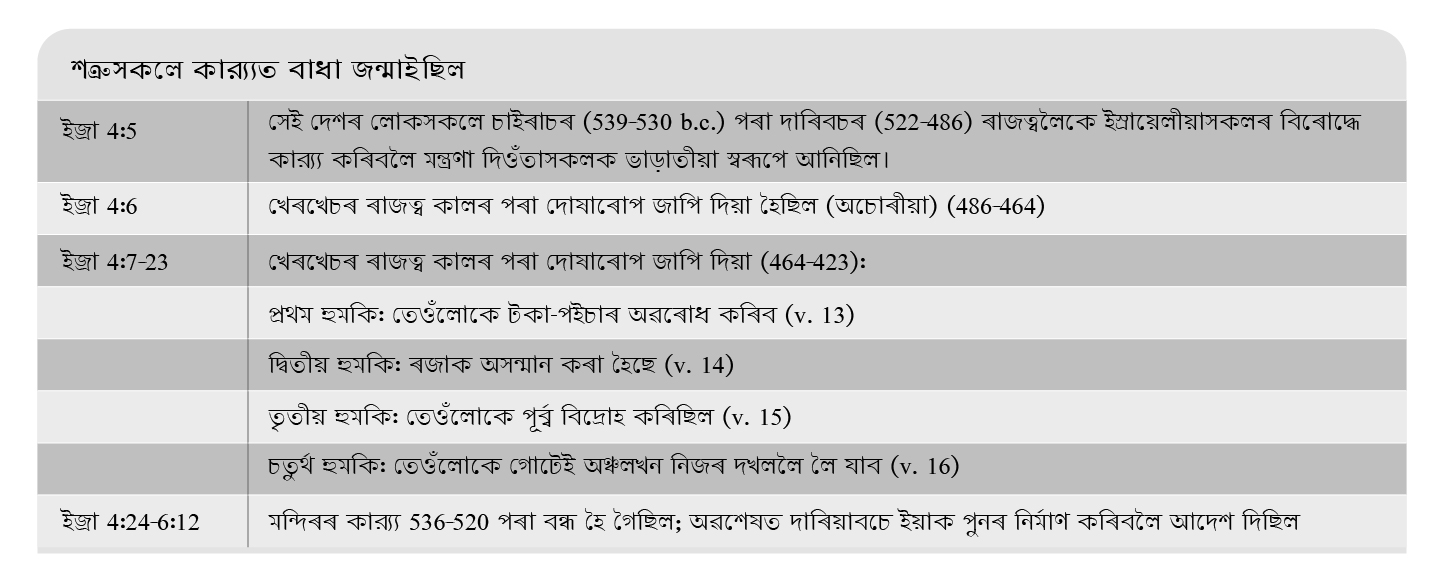 শত্ৰুসকলে কাৰ্য্যত বাধা জন্মাইছিল
ইজ্ৰা 4:5
সেই দেশৰ লোকসকলে চাইৰাচৰ (539-530 b.c.) পৰা দাৰিবচৰ (522-486) ৰাজত্বলৈকে ইস্ৰায়েলীয়াসকলৰ বিৰোদ্ধে
কাৰ্য্য কৰিবলৈ মন্ত্ৰণা দিওঁতাসকলক ভাড়াতীয়া স্বৰূপে আনিছিল।
ইজ্ৰা 4:6
খেৰখেচৰ ৰাজত্ব কালৰ পৰা দোষাৰোপ জাপি দিয়া হৈছিল (অচোৰীয়া) (486-464)
ইজ্ৰা 4:7-23
খেৰখেচৰ ৰাজত্ব কালৰ পৰা দোষাৰোপ জাপি দিয়া (464-423):
প্ৰথম হুমকি: তেওঁলোকে টকা-পইচাৰ অৱৰোধ কৰিব (v. 13)
দ্বিতীয় হুমকি: ৰজাক অসন্মান কৰা হৈছে (v. 14)
তৃতীয় হুমকি: তেওঁলোকে পূৰ্ব্ব বিদ্ৰোহ কৰিছিল (v. 15)
চতুৰ্থ হুমকি: তেওঁলোকে গোটেই অঞ্চলখন নিজৰ দখললৈ লৈ যাব (v. 16)
ইজ্ৰা 4:24-6:12
মন্দিৰৰ কাৰ্য্য 536-520 পৰা বন্ধ হৈ গৈছিল; অৱশেষত দাৰিয়াবচে ইয়াক পুনৰ নিৰ্মাণ কৰিবলৈ আদেশ দিছিল